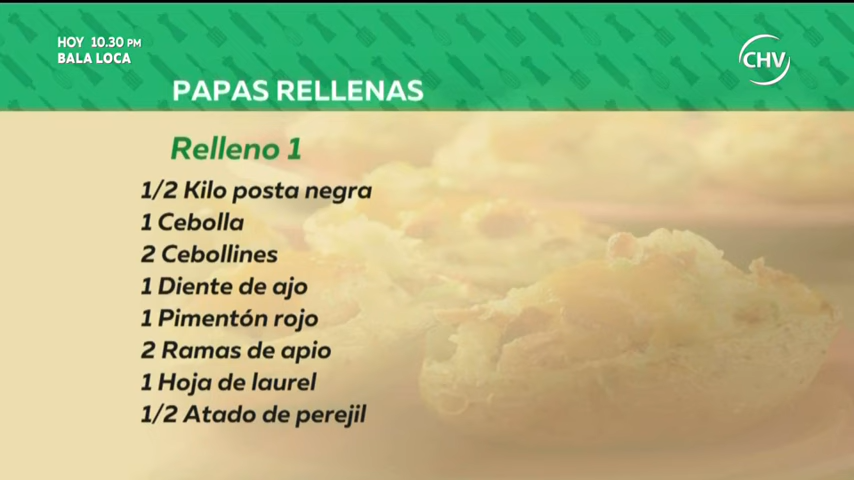 HOY 10.30 PM
BALA LOCA
CHV
PAPAS RELLENAS
Relleno 1
1/2 Kilo posta negra
1 Cebolla
2 Cebollines
1 Diente de ajo
1 Pimentón rojo
2 Ramas de apio
1 Hoja de laurel
1/2 Atado de perejil